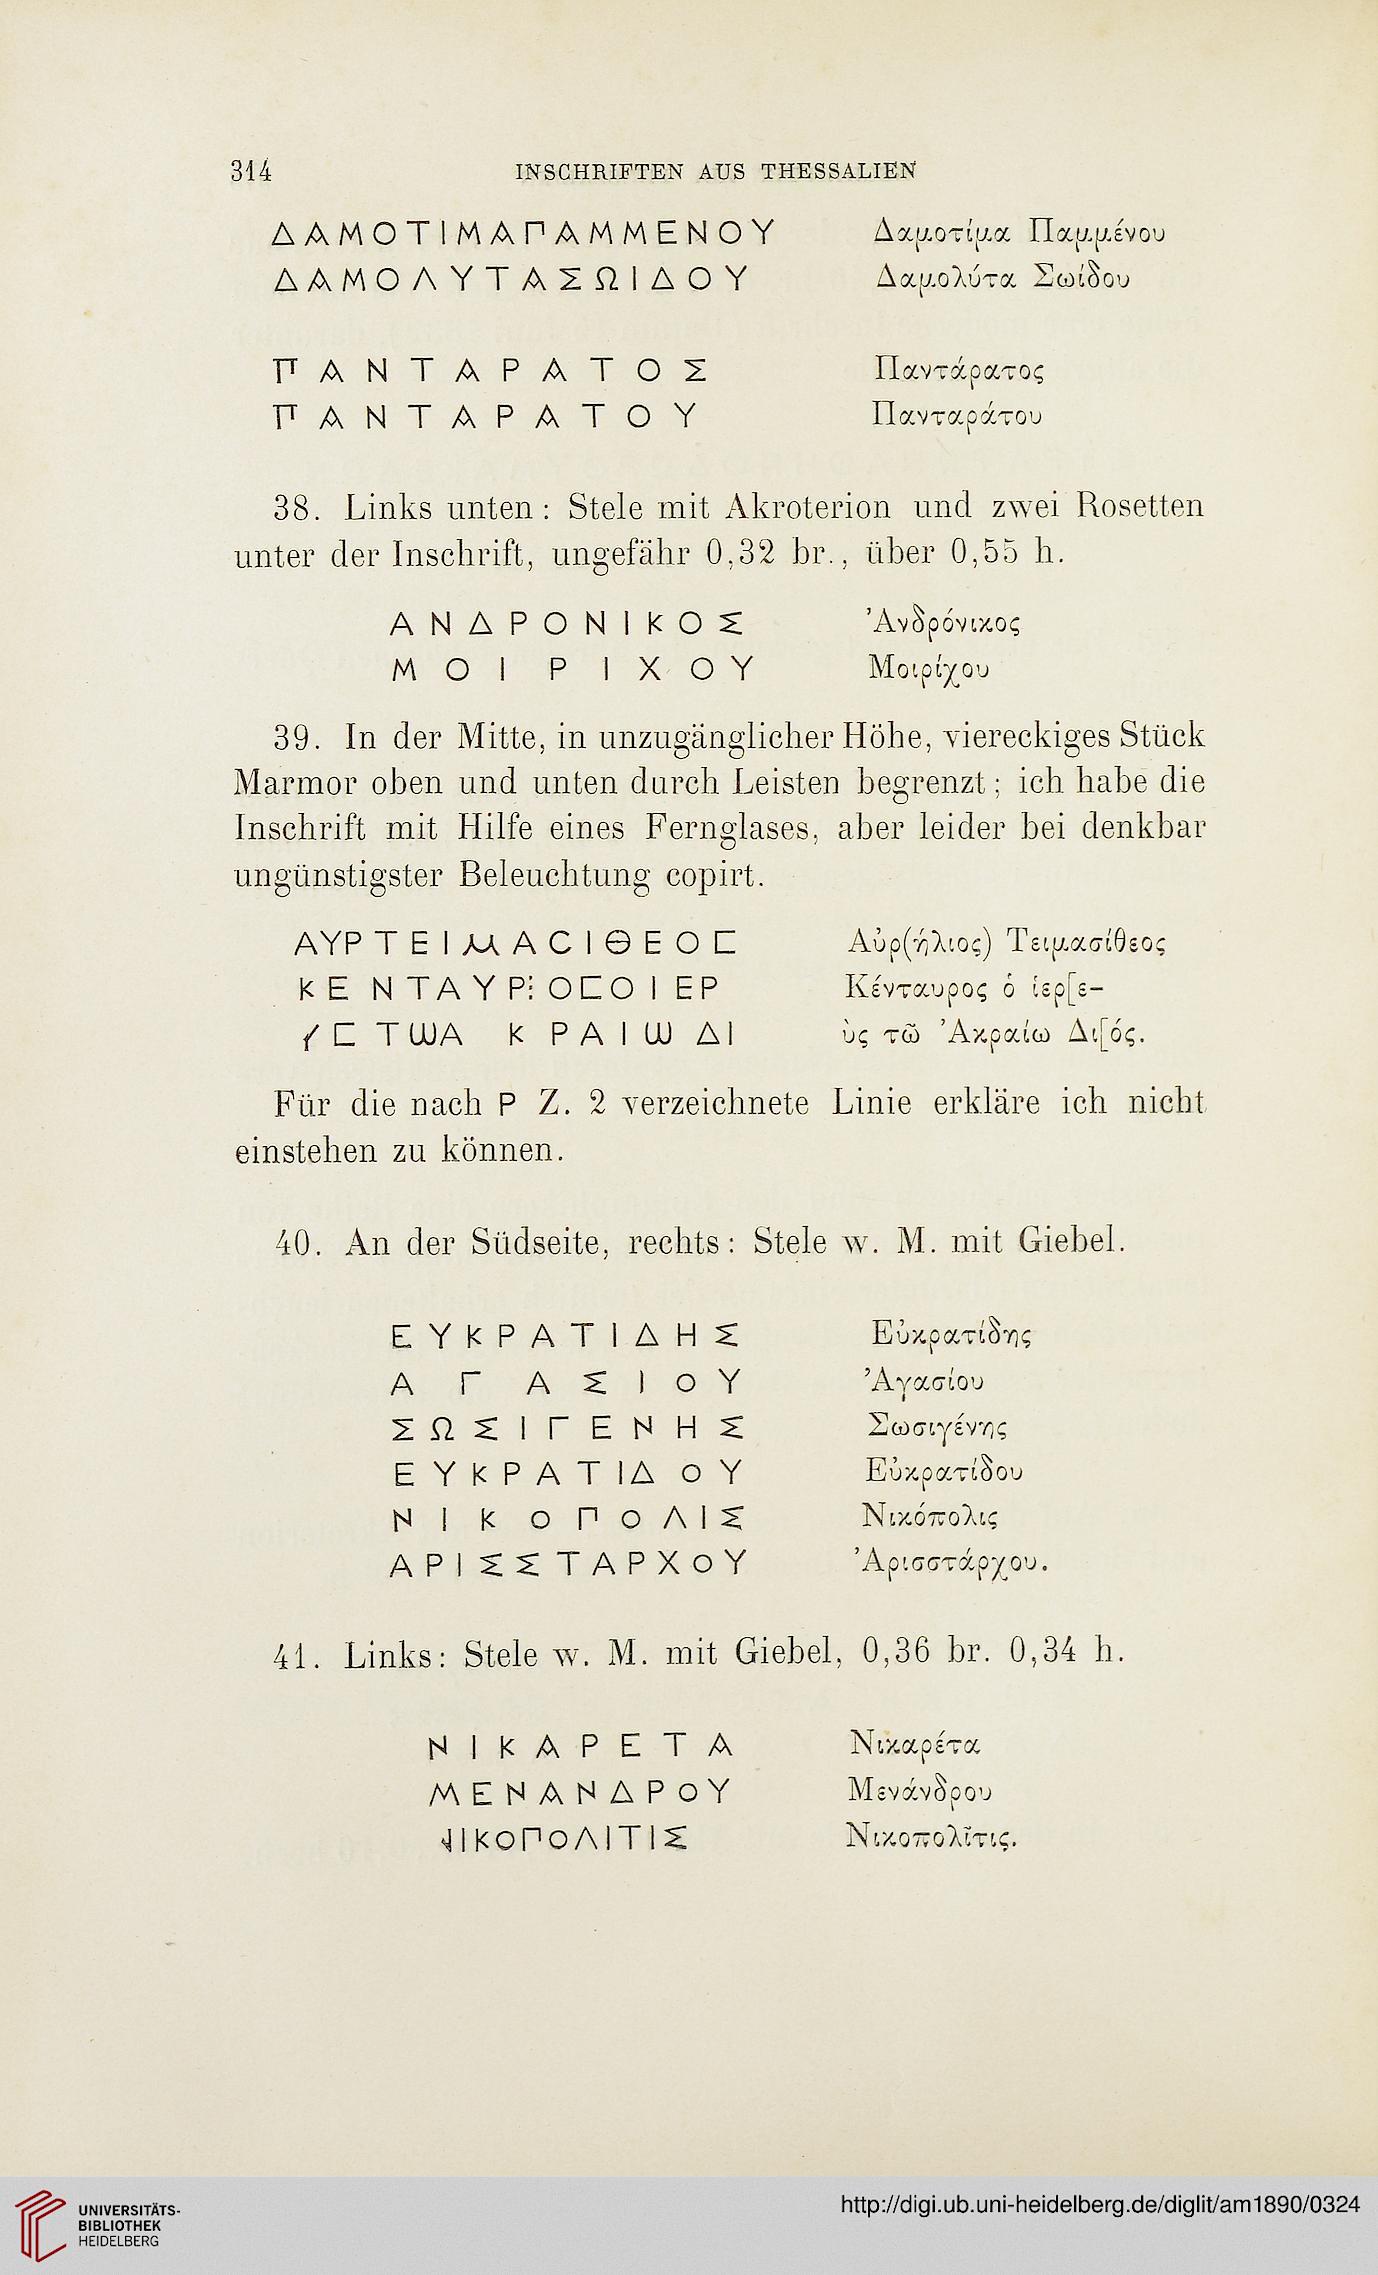 314 INSCHRIFTEN AUS THESSALIEN
ΔΑΜΟΤΙΜΑΠΑΜΜΕΝΟΥ Δαμοτίμα Παμμένου
ΔΑΜΟΛΥΤΑΣΩΙΔΟΥ Δαμολύτα Σωίδου
ΠΑΝΤΑΡΑΤΟΣ Παντάρατος
ΠΑΝΤΑΡΑΤΟΥ Πανταράτου
38. Links unten: Stele mit Akroterion und zwei Rosetten
unter der Inschrift, ungefähr 0,32 br., über 0,55 h.
ΑΝΔΡΟΝΙΚΟΣ Ἀνδρόνικος
ΜΟΙΡΙΧΟΥ Μοιρίχου
39. In der Mitte, in unzugänglicher Höhe, viereckiges Stück
Marmor oben und unten durch Leisten begrenzt; ich habe die
Inschrift mit Hilfe eines Fernglases, aber leider bei denkbar
ungünstigster Beleuchtung copirt.
ΑΥΡΤΕΙΜΑCΙΘΕΟ⊏ Αὐρ(ήλιος) Τειμασίθεος
ΚΕΝΤΑΥΡ⁝Ο⊏ΟΙΕΡ Κένταυρος ὁ ἱερ[ε-
/⊏ ΤωΑ ΚΡΑΙω ΔΙ ὺς τῶ Ἀκραίω Δι[ός.
Für die nach P Z. 2 verzeichnete Linie erkläre ich nicht
einstehen zu können.
40. An der Südseite, rechts: Stele w. M. mit Giebel.
ΕΥΚΡΑΤΙΔΗΣ Εὐκρατίδης
ΑΓΑΣΙΟΥ Ἀγασίου
ΣΩΣΙΓΕΝΗΣ Σωσιγένης
ΕΥΚΡΑΤΙΔΟΥ Εὐκρατίδου
ΝΙΚΟΠΟΛΙΣ Νικόπολις
ΑΡΙΣΣΤΑΡΧΟΥ Ἀρισστάρχου.
41. Links: Stele w. M. mit Giebel, 0,36 br. 0,34 h.
ΝΙΚΑΡΕΤΑ Νικαρέτα
ΜΕΝΑΝΔΡΟΥ Μενάνδρου
ΝΙΚΟΠΟΛΙΤΙΣ Νικοπολῖτις.
UNIVERSITÄTS-
BIBLIOTHEK
HEIDELBERG
http://digi.ub.uni-heidelberg.de/diglit/am1890/0324